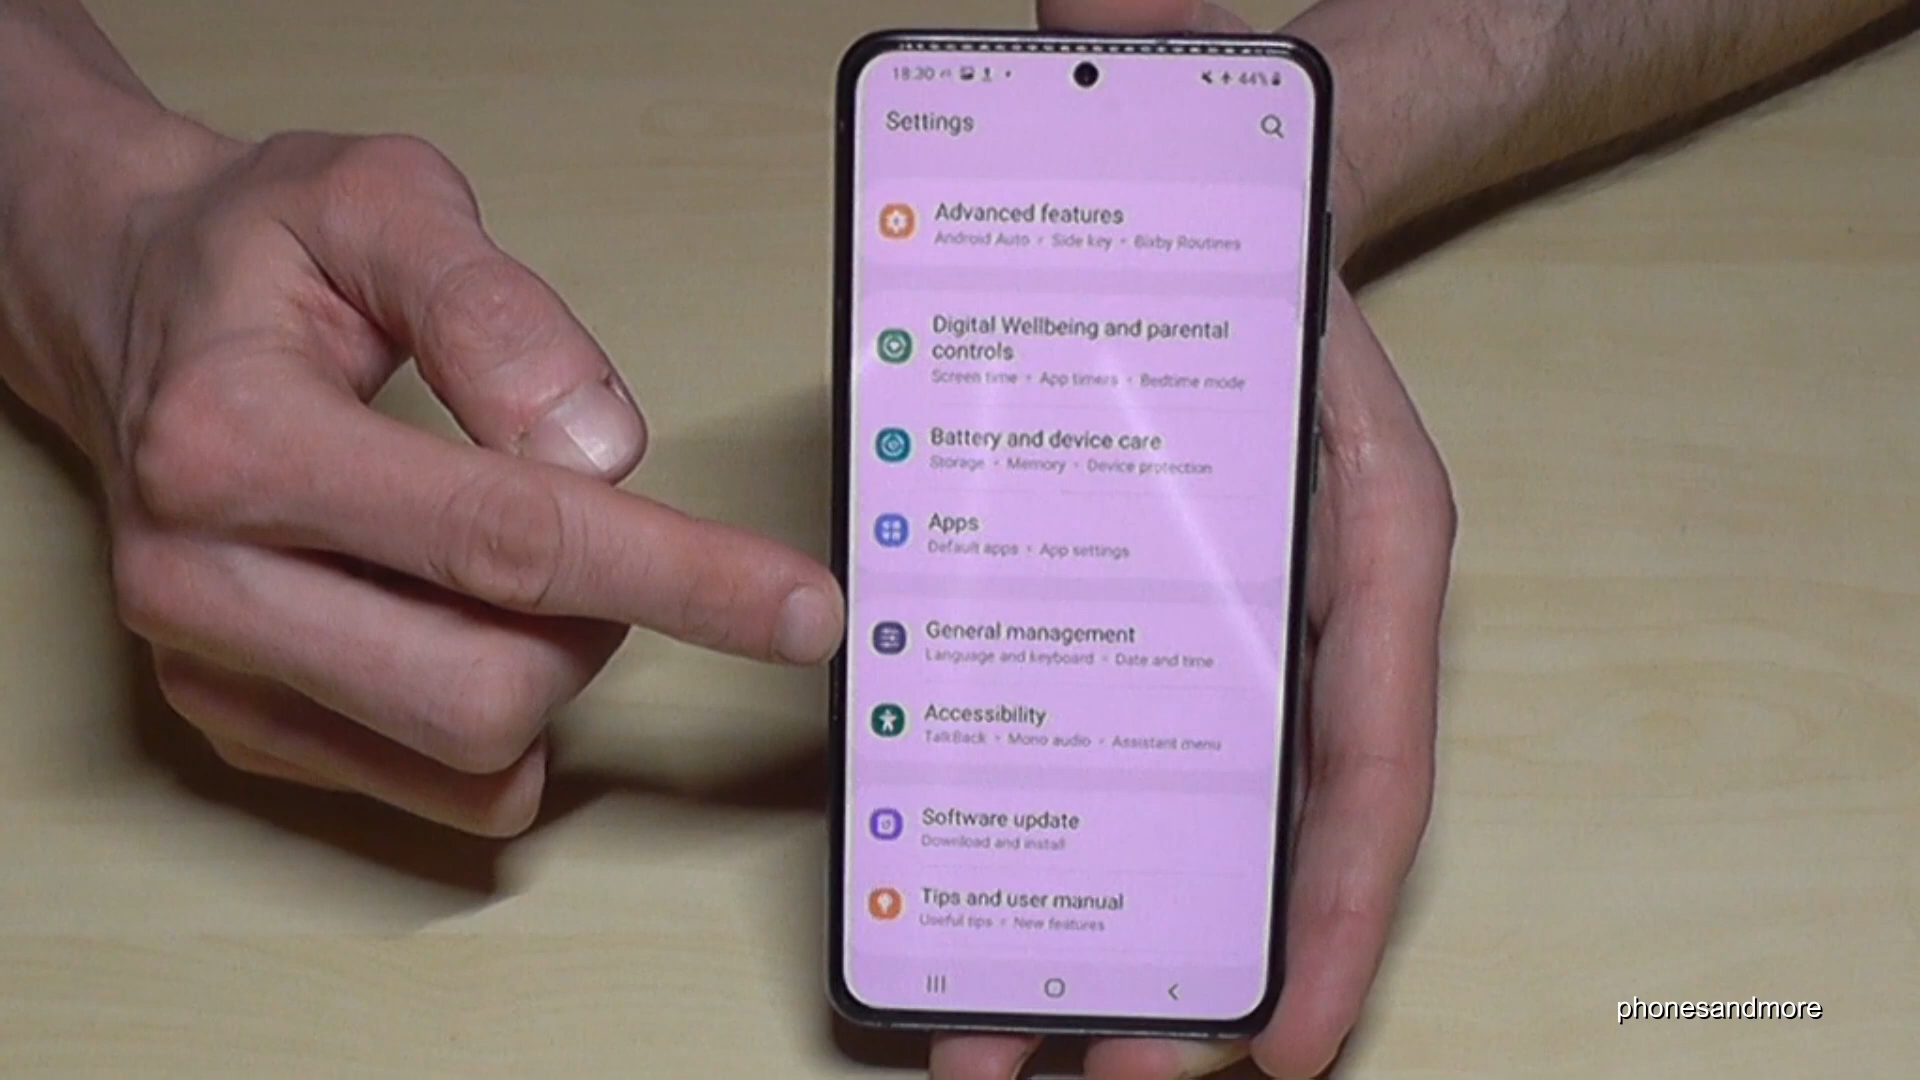 18:30
44%
Settings
Advanced features
Android Auto • Side key • Bixby Routines
Digital Wellbeing and parental
controls
Screen time • App timers • Bedtime mode
Battery and device care
Storage • Memory • Device protection
Apps
Default apps • App settings
General management
Language and keyboard • Date and time
Accessibility
TalkBack • Mono audio • Assistant menu
Software update
Download and install
Tips and user manual
Useful tips • New features
phonesandmore